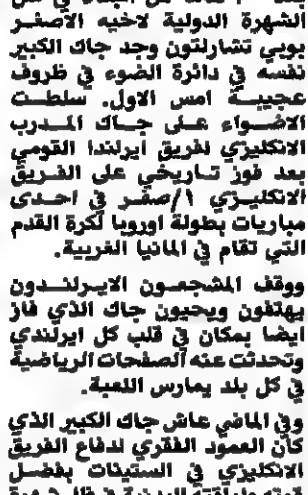 الشهرة الدولية لاخيه الاصغر
بوبي تشارلتون وجد جاك الكبير
نفسه في دائرة الضوء في ظروف
عجيبة امس الاول. سلطت
الاضواء على جاك المدرب
الانكليزي لفريق ايرلندا القومي
بعد فوز تاريخي على الفريق
الانكليزي ١/صفر في احدى
مباريات بطولة اوروبا لكرة القدم
التي تقام في المانيا الغربية.
ووقف المشجعون الايرلندون
يهتفون ويحيون جاك الذي فاز
ايضا بمكان في قلب كل ايرلندي
وتحدثت عنه الصفحات الرياضية
في كل بلد يمارس اللعبة.
وفي الماضي عاش جاك الكبير الذي
كان العمود الفقري لدفاع الفريق
الانكليزي في الستينات بفضل